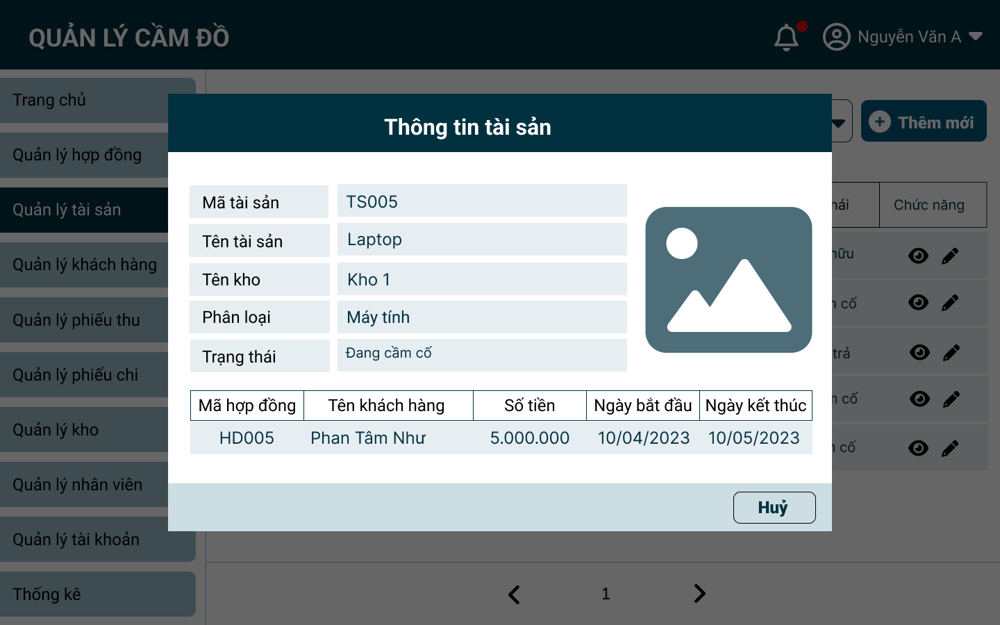 QUẢN LÝ CẦM ĐỒ
Nguyễn Văn A
Trang chủ
Quản lý hợp đồng
Quản lý tài sản
Quản lý khách hàng
Quản lý phiếu thu
Quản lý phiếu chi
Quản lý kho
Quản lý nhân viên
Quản lý tài khoản
Thống kê
Thêm mới
Chức năng
cố
trả
cố
cố
Thông tin tài sản
Mã tài sản TS005
Tên tài sản Laptop
Tên kho Kho 1
Phân loại Máy tính
Trạng thái Đang cầm cố
Mã hợp đồng Tên khách hàng Số tiền Ngày bắt đầu Ngày kết thúc
HD005 Phan Tâm Như 5.000.000 10/04/2023 10/05/2023
Huỷ
1